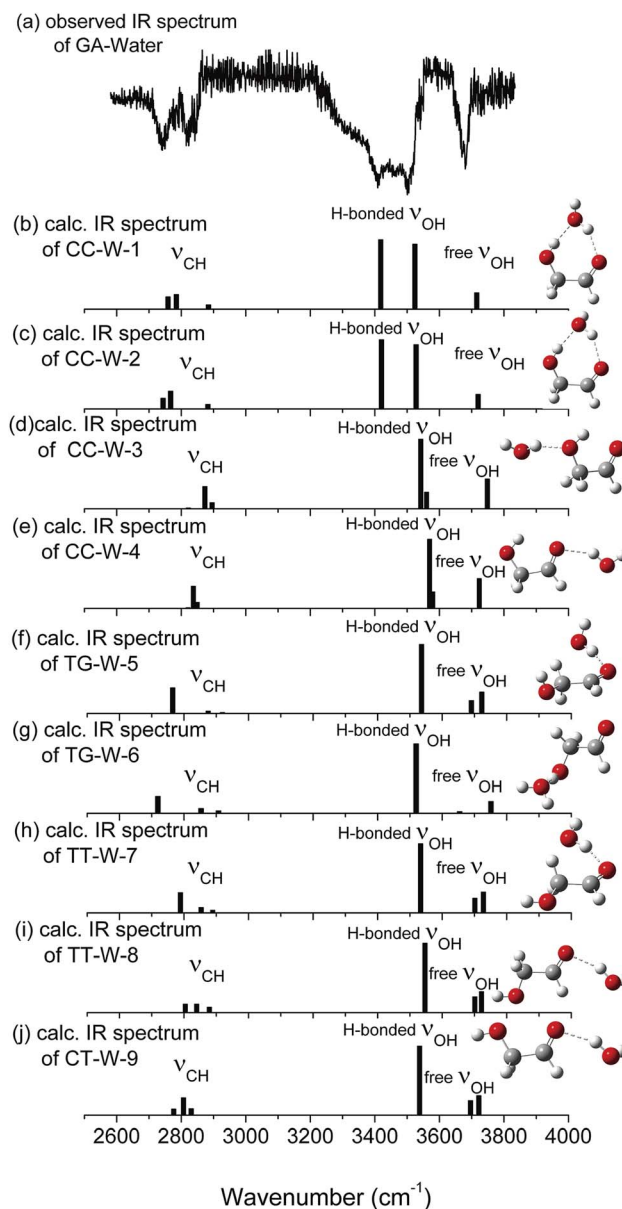 (a) observed IR spectrum
of GA-Water
(b) calc. IR spectrum
of CC-W-1
νCH
H-bonded νOH
free νOH
(c) calc. IR spectrum
of CC-W-2
νCH
H-bonded νOH
free νOH
(d)calc. IR spectrum
of CC-W-3
νCH
H-bonded νOH
free νOH
(e) calc. IR spectrum
of CC-W-4
νCH
H-bonded νOH
free νOH
(f) calc. IR spectrum
of TG-W-5
νCH
H-bonded νOH
free νOH
(g) calc. IR spectrum
of TG-W-6
νCH
H-bonded νOH
free νOH
(h) calc. IR spectrum
of TT-W-7
νCH
H-bonded νOH
free νOH
(i) calc. IR spectrum
of TT-W-8
νCH
H-bonded νOH
free νOH
(j) calc. IR spectrum
of CT-W-9
νCH
H-bonded νOH
free νOH
2600 2800 3000 3200 3400 3600 3800 4000
Wavenumber (cm⁻¹)